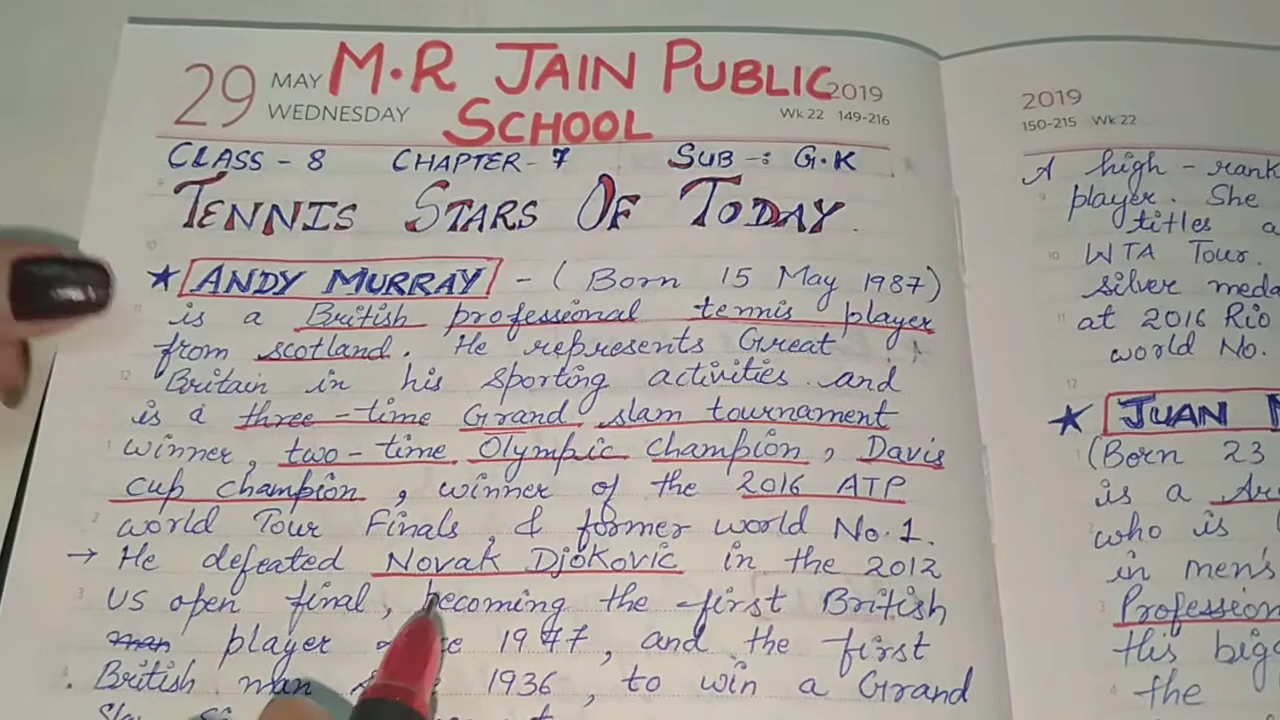 29 MAY WEDNESDAY
M.R JAIN PUBLIC SCHOOL
2019
Wk 22 149-216
CLASS - 8 CHAPTER - 7 SUB -: G.K
TENNIS STARS OF TODAY.
★ ANDY MURRAY - ( Born 15 May 1987)
is a British professional tennis player
from scotland. He represents Great
Britain in his sporting activities and
is a three-time Grand slam tournament
winner, two-time Olympic champion, Davis
cup champion, winner of the 2016 ATP
world Tour Finals, & former world No.1.
→ He defeated Novak Djokovic in the 2012
US open final, becoming the first British
man player 1977, and the first
British man 1936, to win a Grand
2019
150-215 Wk 22
A high - rank
player. She
titles a
WTA Tour.
silver meda
at 2016 Rio
world No.
★ JUAN
(Born 23
is a
who is
in men's
Profession
This big
the